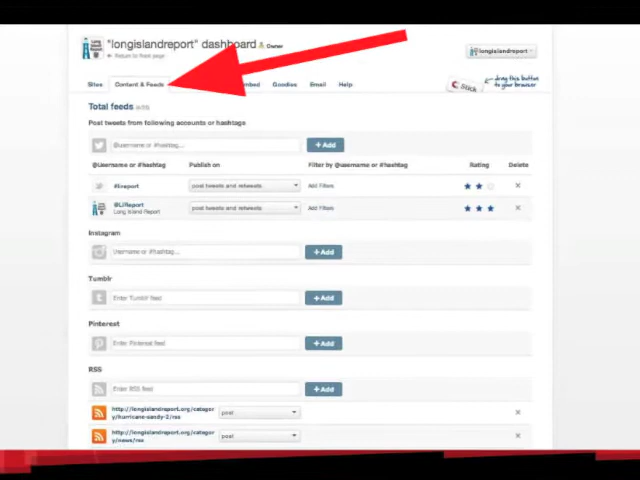 "longislandreport" dashboard Owner
Return to front page
longislandreport
Sites Content & Feeds Goodies Email Help
Stick
drag this button
to your browser
Total feeds
Post tweets from following accounts or hashtags
@username or #hashtag... +Add
@Username or #hashtag Publish on Filter by @username or #hashtag Rating Delete
#lireport post tweets and retweets Add Filters
@LIReport post tweets and retweets Add Filters
Long Island Report
Instagram
Username or #hashtag... +Add
Tumblr
Enter Tumblr feed +Add
Pinterest
Enter Pinterest feed +Add
RSS
Enter RSS feed +Add
http://longislandreport.org/categor
y/hurricane-sandy-2/rss post
http://longislandreport.org/categor
y/news/rss post